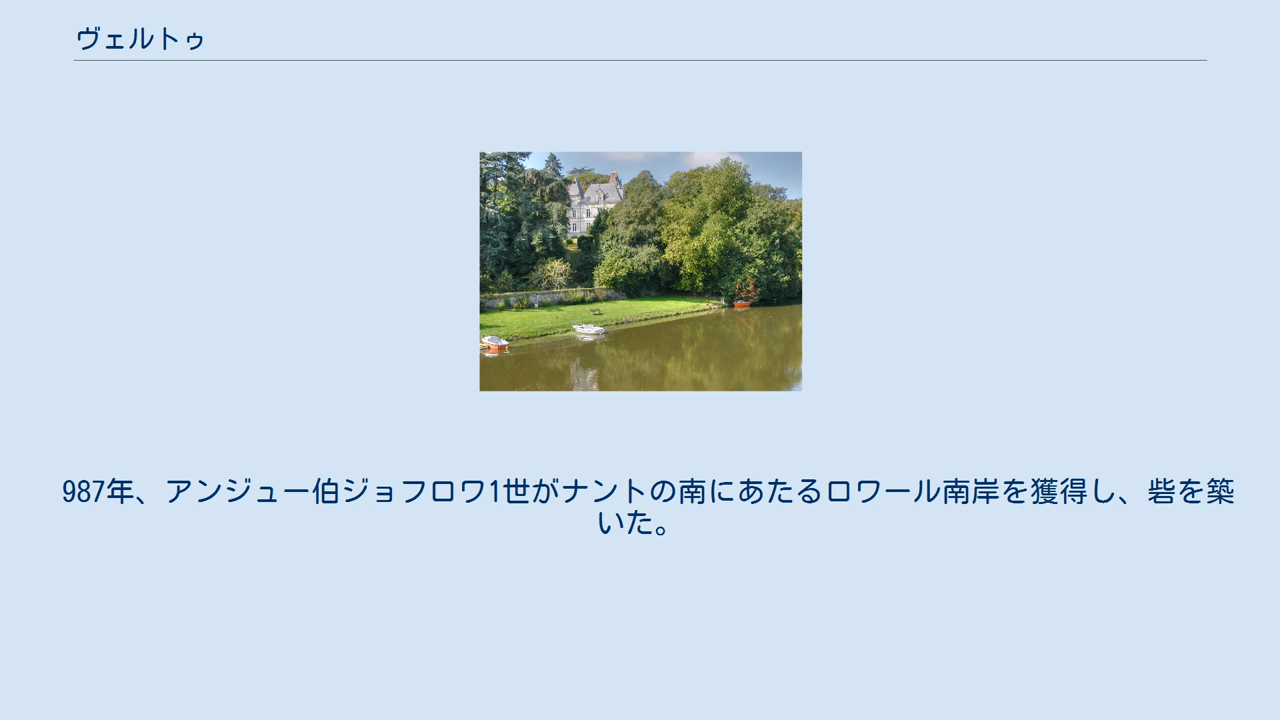 ヴェルトゥ
987年、アンジュー伯ジョフロワ1世がナントの南にあたるロワール南岸を獲得し、砦を築
いた。